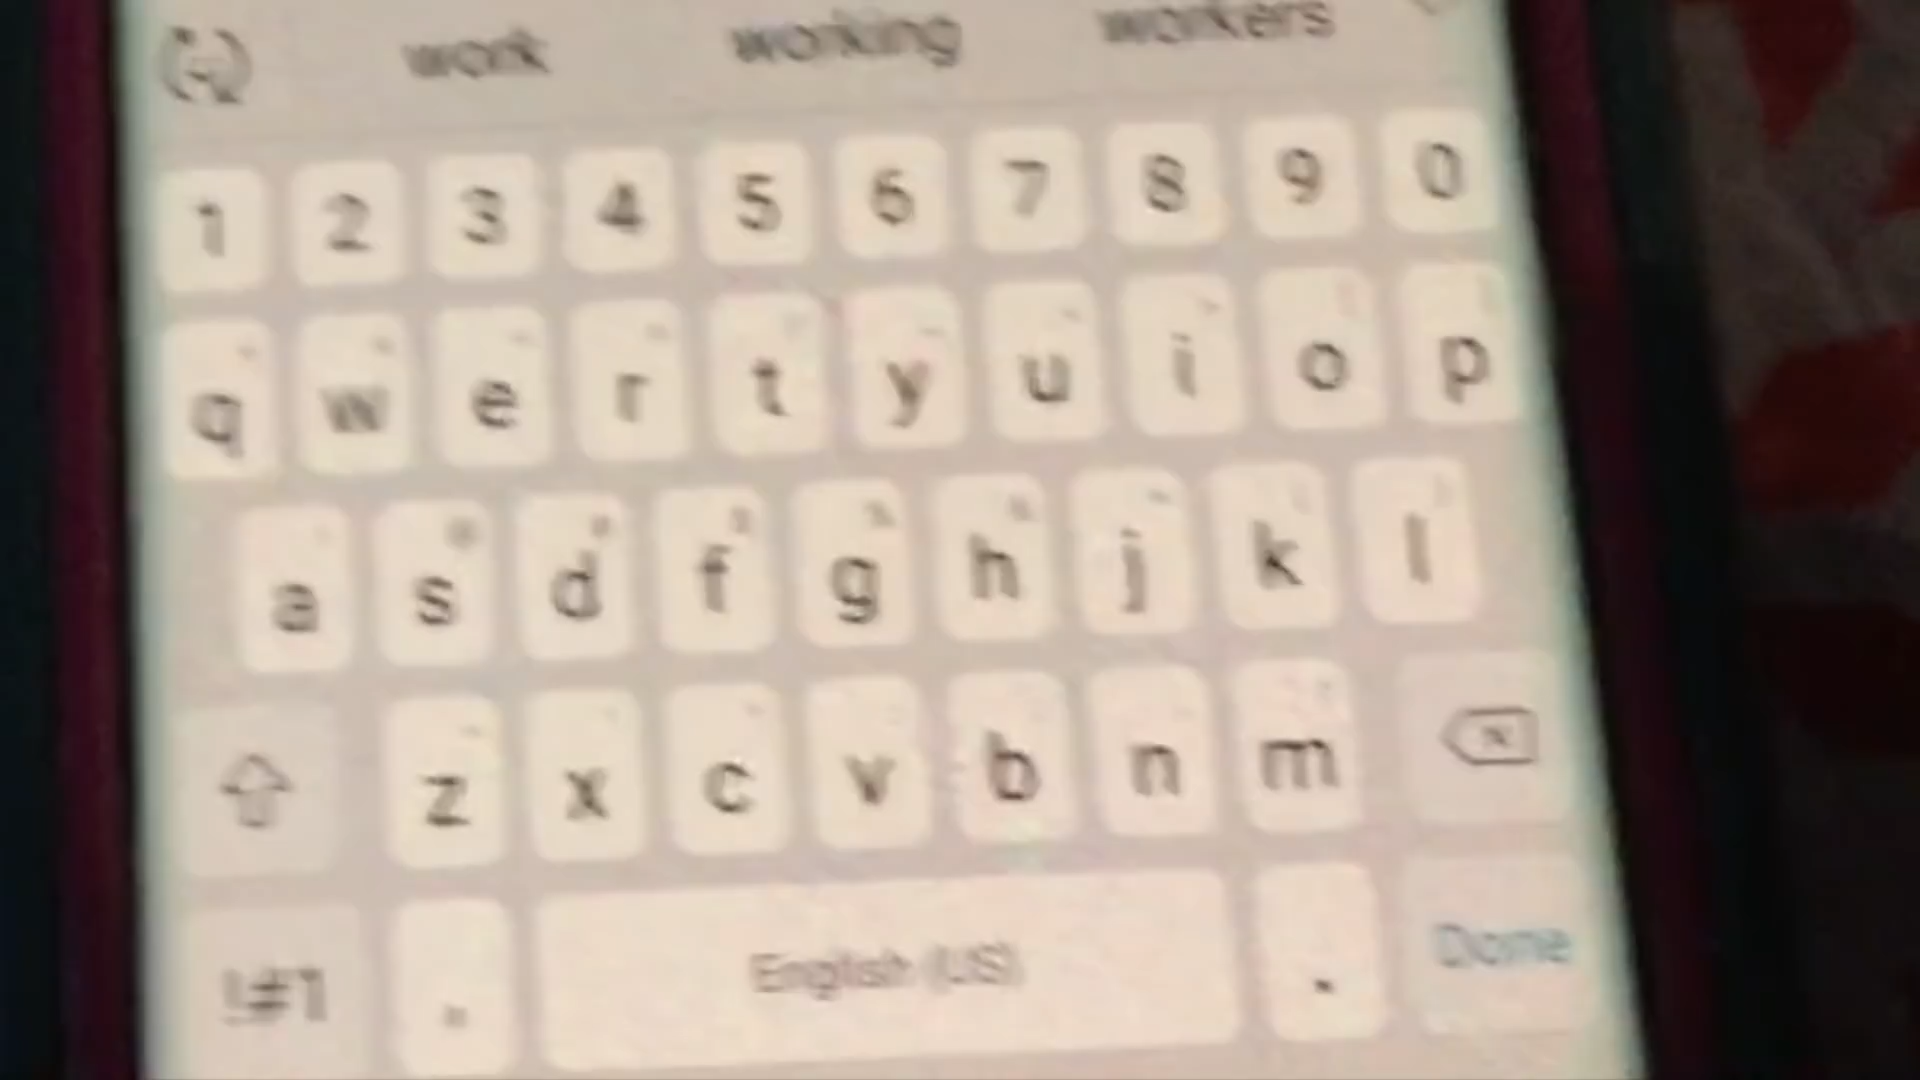 work working workers
1 2 3 4 5 6 7 8 9 0
q w e r t y u i o p
a s d f g h j k l
z x c v b n m
!#1 English (US) . Done